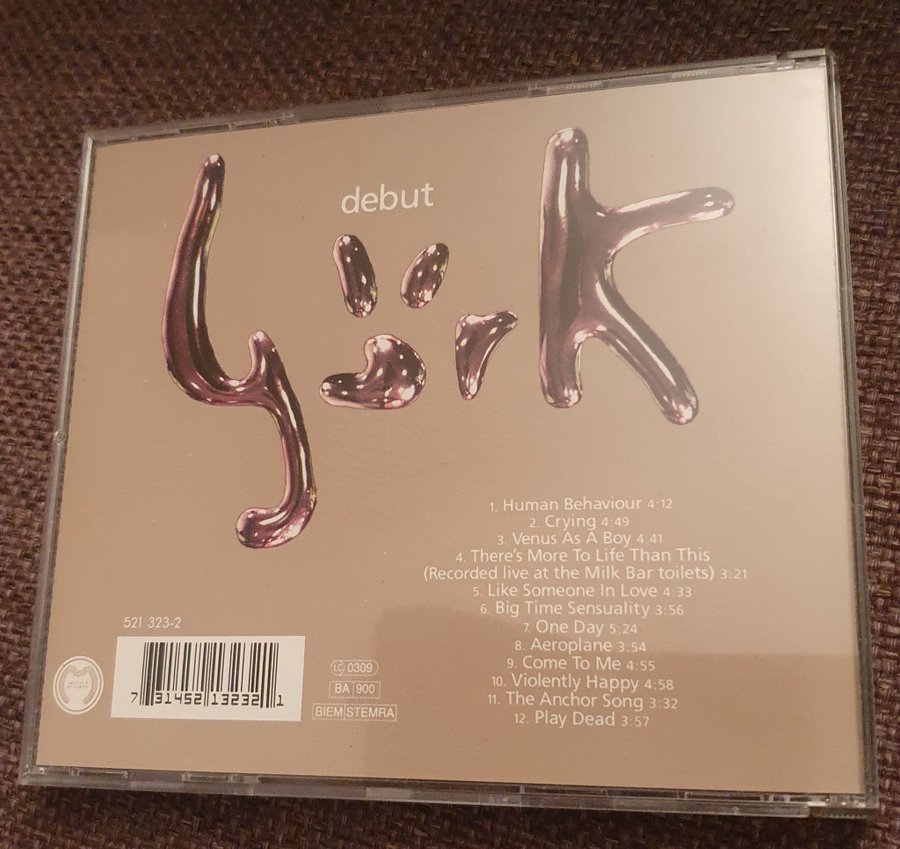 debut
björk
1. Human Behaviour 4:12
2. Crying 4:49
3. Venus As A Boy 4:41
4. There's More To Life Than This
(Recorded live at the Milk Bar toilets) 3:21
5. Like Someone In Love 4:33
6. Big Time Sensuality 3:56
7. One Day 5:24
8. Aeroplane 3:54
9. Come To Me 4:55
10. Violently Happy 4:58
11. The Anchor Song 3:32
12. Play Dead 3:57
521 323-2
7 31452 13232 1
LC 0309
BA 900
BIEM STEMRA